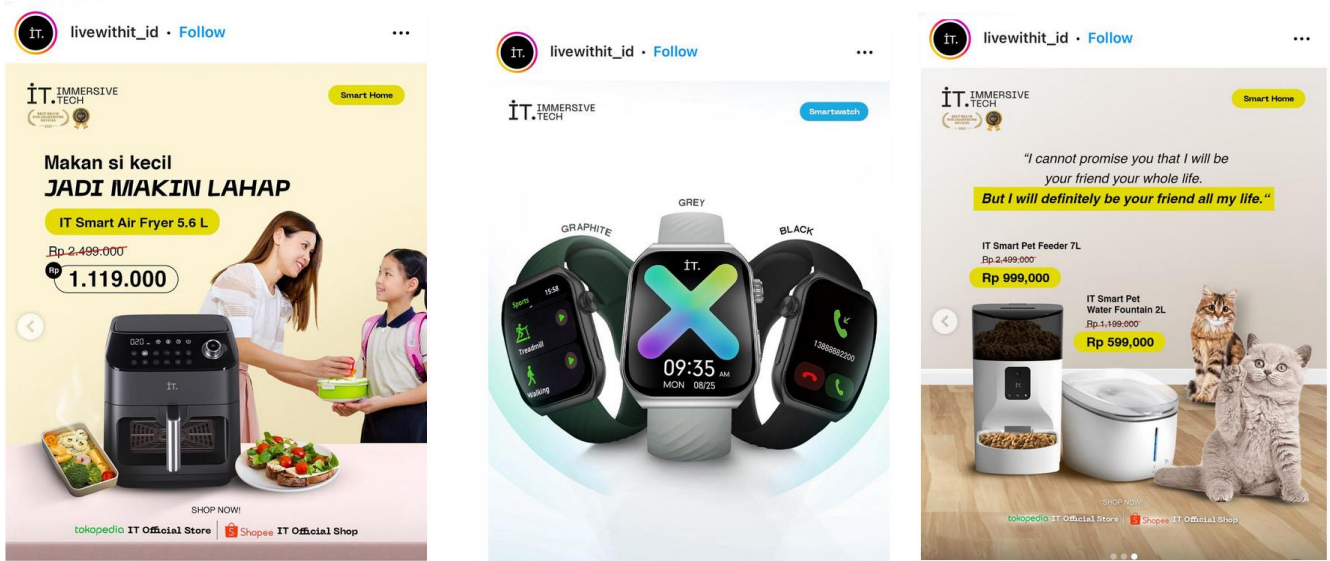 iT.
livewithit_id • Follow
iT. IMMERSIVE
TECH
Smart Home
Makan si kecil
JADI MAKIN LAHAP
IT Smart Air Fryer 5.6 L
Rp 2.499.000
Rp 1.119.000
020
iT.
SHOP NOW!
tokopedia IT Official Store | Shopee IT Official Shop
iT.
livewithit_id • Follow
iT. IMMERSIVE
TECH
Smartwatch
GRAPHITE
GREY
BLACK
Sports 15:58
Treadmill
Walking
iT.
09:35 AM
MON 08/25
13888882200
iT.
livewithit_id • Follow
iT. IMMERSIVE
TECH
Smart Home
“I cannot promise you that I will be
your friend your whole life.
But I will definitely be your friend all my life.“
IT Smart Pet Feeder 7L
Rp 2,499,000
Rp 999,000
IT Smart Pet
Water Fountain 2L
Rp 1,199,000
Rp 599,000
SHOP NOW!
tokopedia IT Official Store | Shopee IT Official Shop